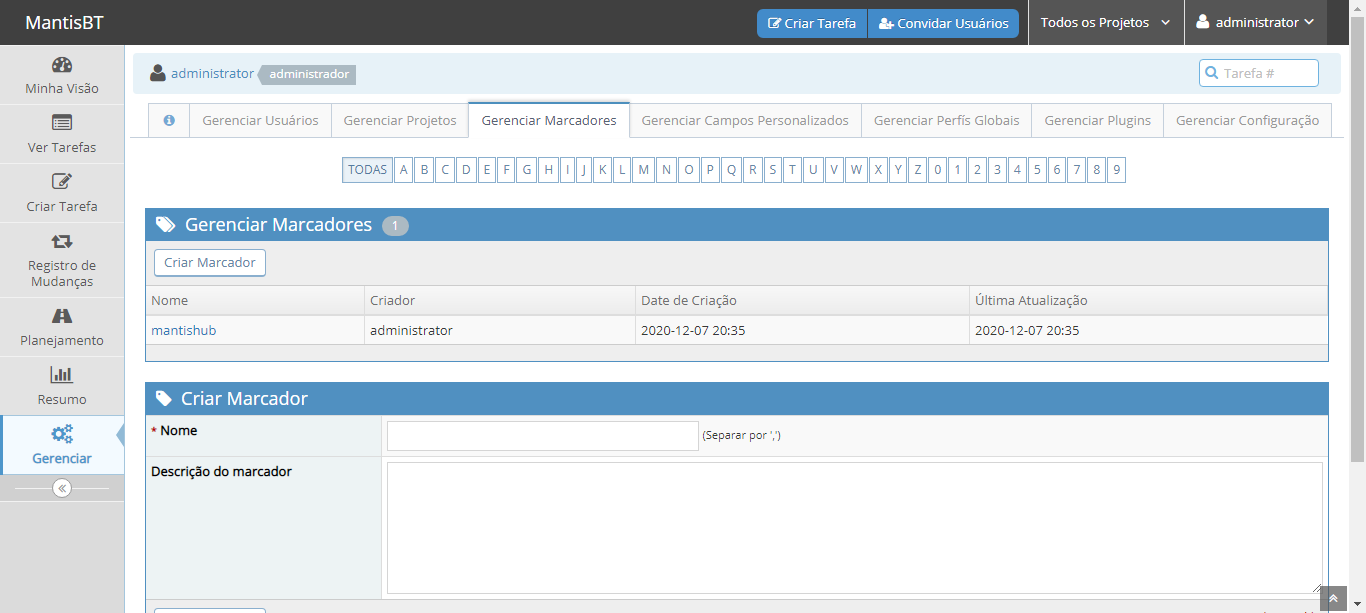 MantisBT
Criar Tarefa Convidar Usuários Todos os Projetos administrator
Minha Visão
Ver Tarefas
Criar Tarefa
Registro de
Mudanças
Planejamento
Resumo
Gerenciar
administrator administrador Tarefa #
Gerenciar Usuários Gerenciar Projetos Gerenciar Marcadores Gerenciar Campos Personalizados Gerenciar Perfís Globais Gerenciar Plugins Gerenciar Configuração
TODAS A B C D E F G H I J K L M N O P Q R S T U V W X Y Z 0 1 2 3 4 5 6 7 8 9
Gerenciar Marcadores 1
Criar Marcador
Nome Criador Date de Criação Última Atualização
mantishub administrator 2020-12-07 20:35 2020-12-07 20:35
Criar Marcador
* Nome (Separar por ',')
Descrição do marcador